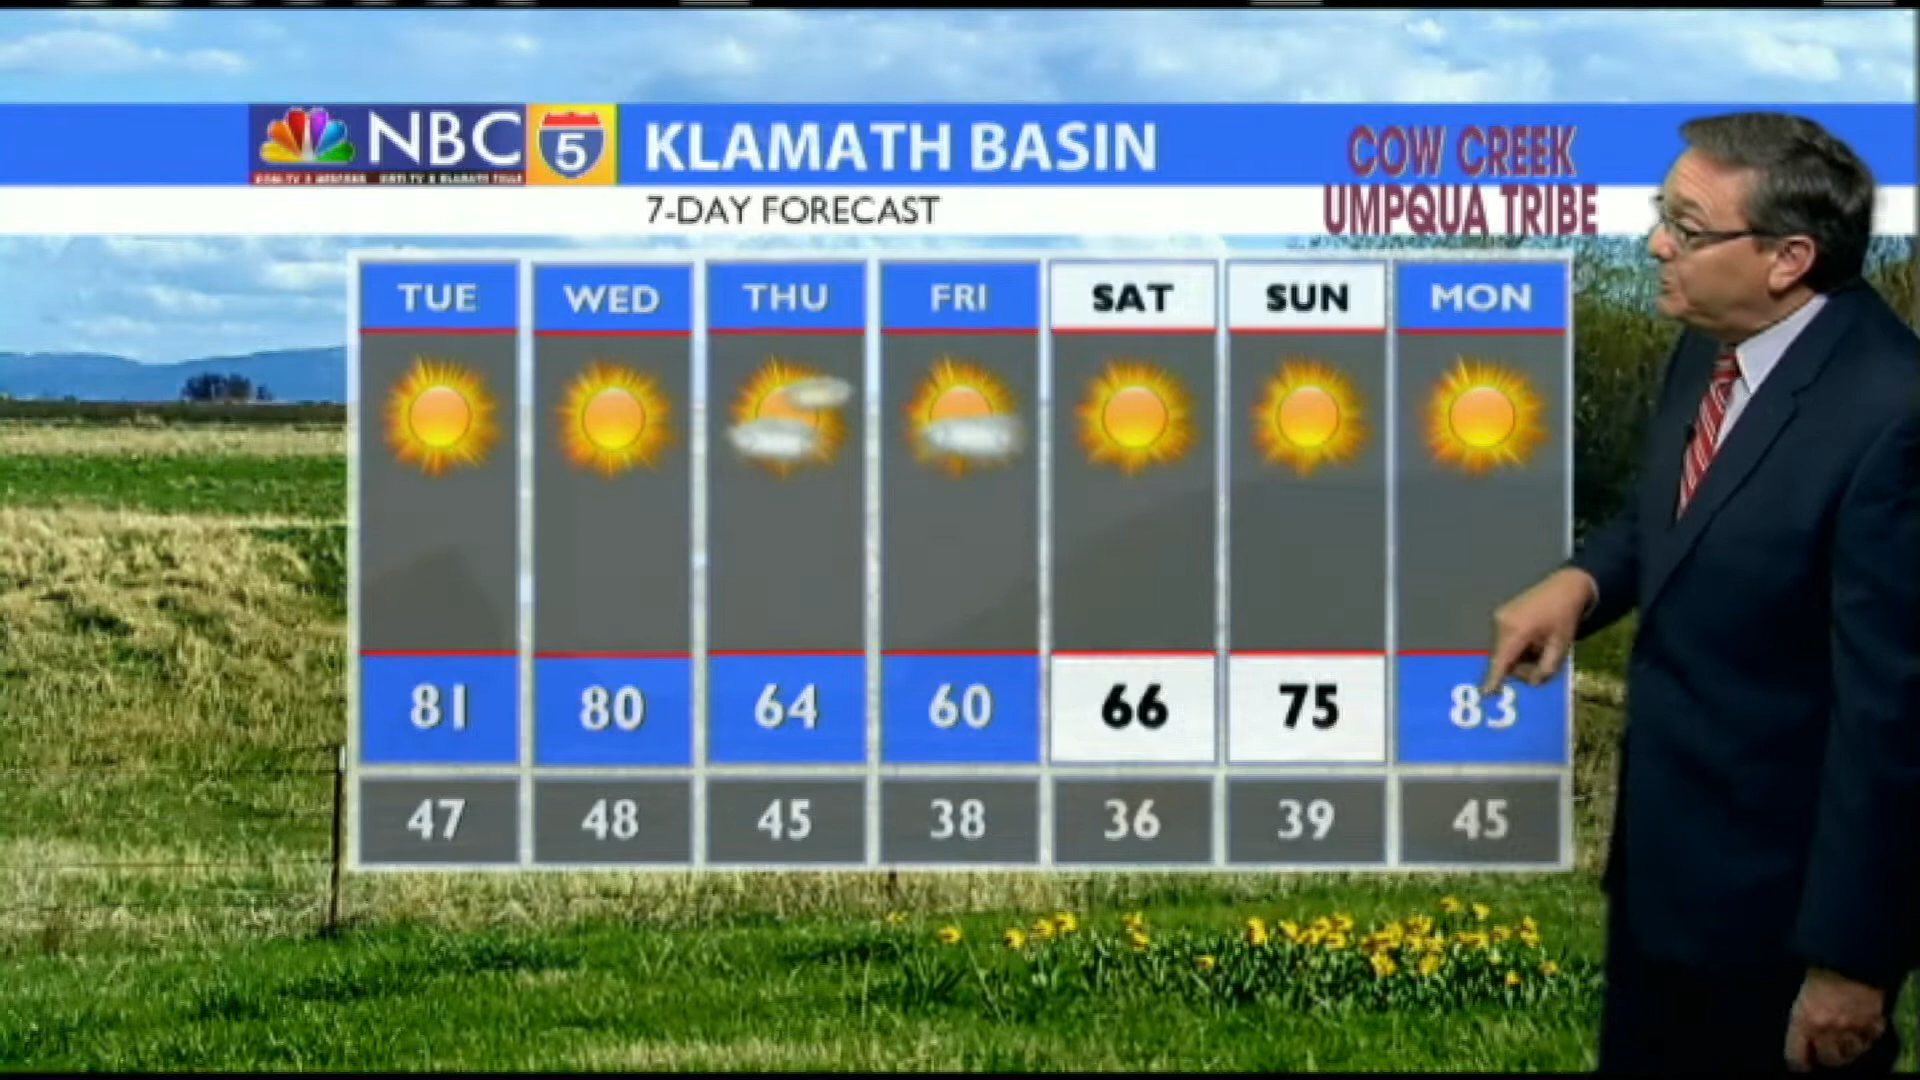 NBC 5
KLAMATH BASIN
7-DAY FORECAST
COW CREEK
UMPQUA TRIBE
TUE WED THU FRI SAT SUN MON
81 80 64 60 66 75 83
47 48 45 38 36 39 45